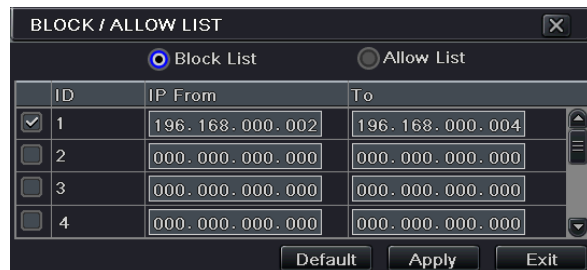 BLOCK / ALLOW LIST
Block List Allow List
ID IP From To
1 196.168.000.002 196.168.000.004
2 000.000.000.000 000.000.000.000
3 000.000.000.000 000.000.000.000
4 000.000.000.000 000.000.000.000
Default Apply Exit